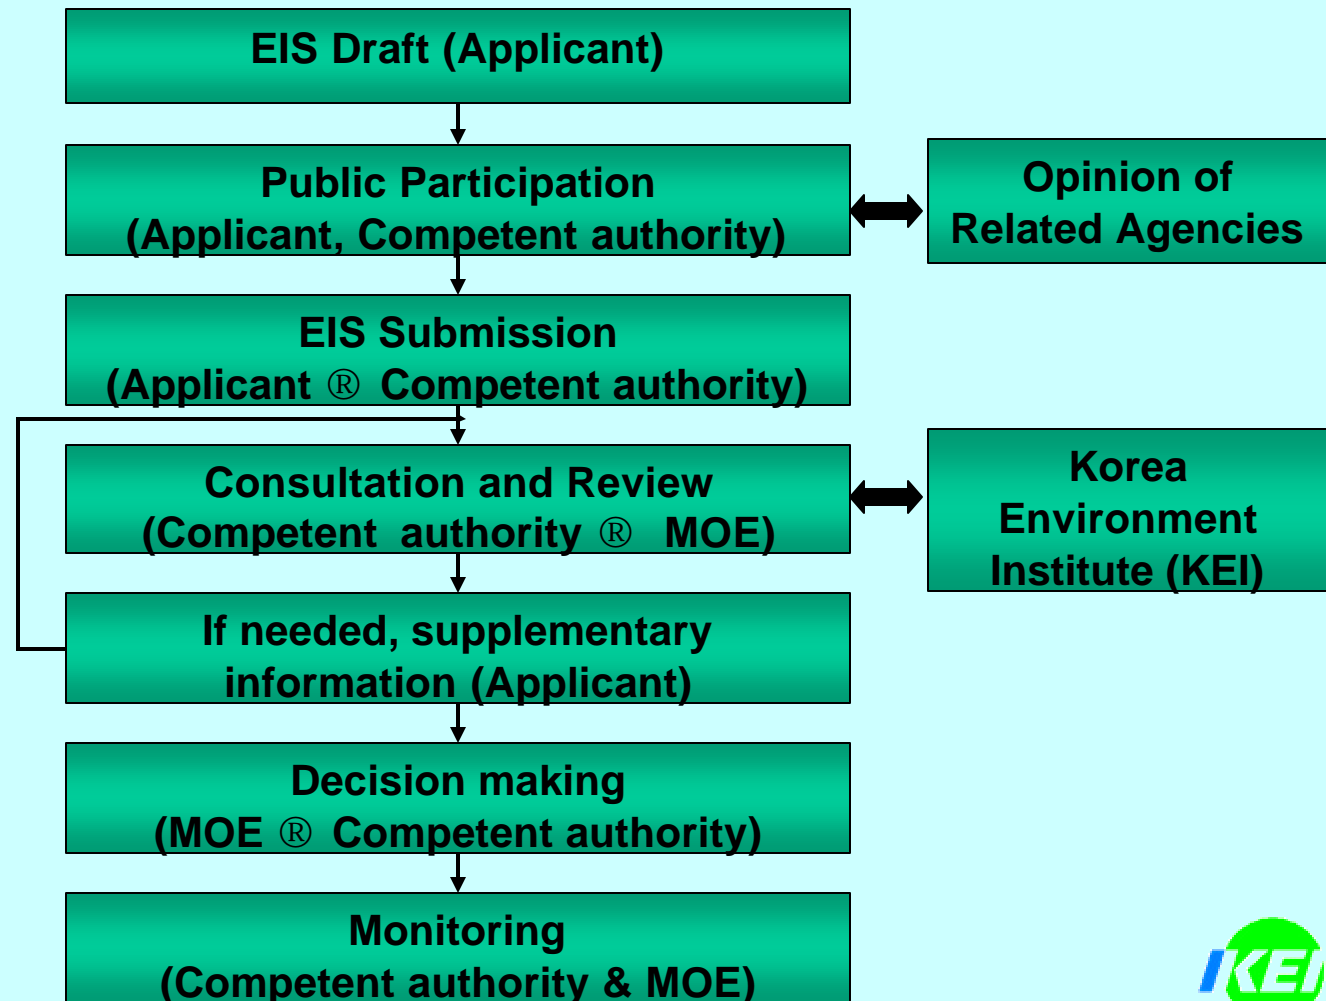 EIS Draft (Applicant)
Public Participation
(Applicant, Competent authority)
Opinion of
Related Agencies
EIS Submission
(Applicant ® Competent authority)
Consultation and Review
(Competent authority ® MOE)
Korea
Environment
Institute (KEI)
If needed, supplementary
information (Applicant)
Decision making
(MOE ® Competent authority)
Monitoring
(Competent authority & MOE)
KEI